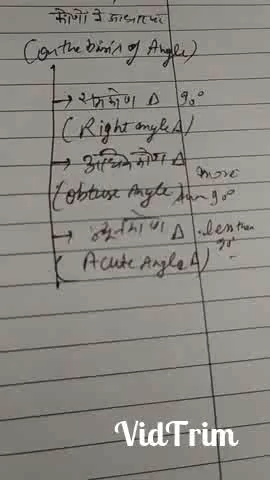 कोणों के आधार पर
(On the basis of Angle)
→ समकोण Δ 90°
(Right angle Δ)
→ अधिककोण Δ
(Obtuse Angle) more than 90°
→ न्यूनकोण Δ less than 90°
(Acute Angle Δ)
VidTrim